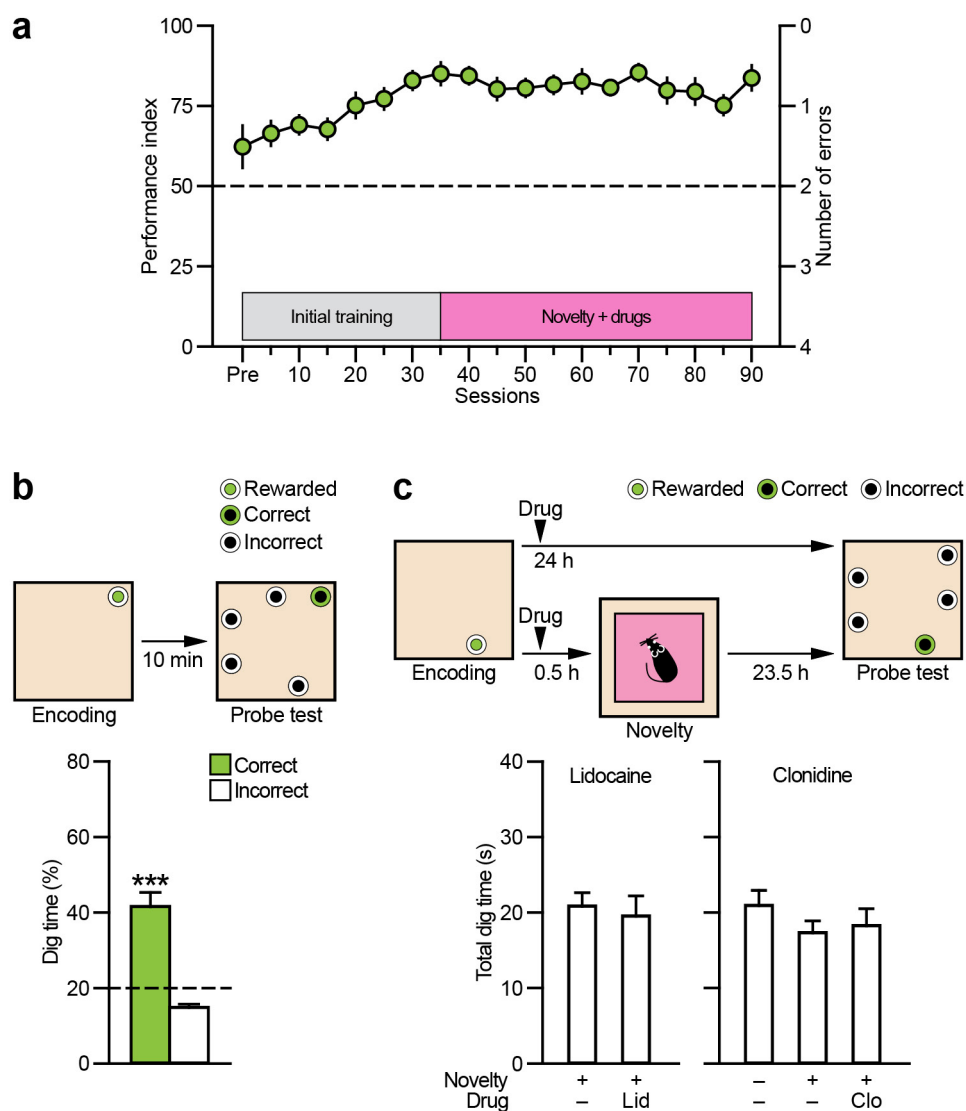 a
100
75
50
25
0
Performance index
0
1
2
3
4
Number of errors
Initial training
Novelty + drugs
Pre 10 20 30 40 50 60 70 80 90
Sessions
b
Rewarded
Correct
Incorrect
10 min
Encoding
Probe test
Correct
Incorrect
80
60
40
20
0
Dig time (%)
***
c
Rewarded Correct Incorrect
Drug
24 h
Drug
0.5 h
23.5 h
Encoding
Novelty
Probe test
40
30
20
10
0
Total dig time (s)
Lidocaine
Clonidine
Novelty + + – + +
Drug – Lid – – Clo